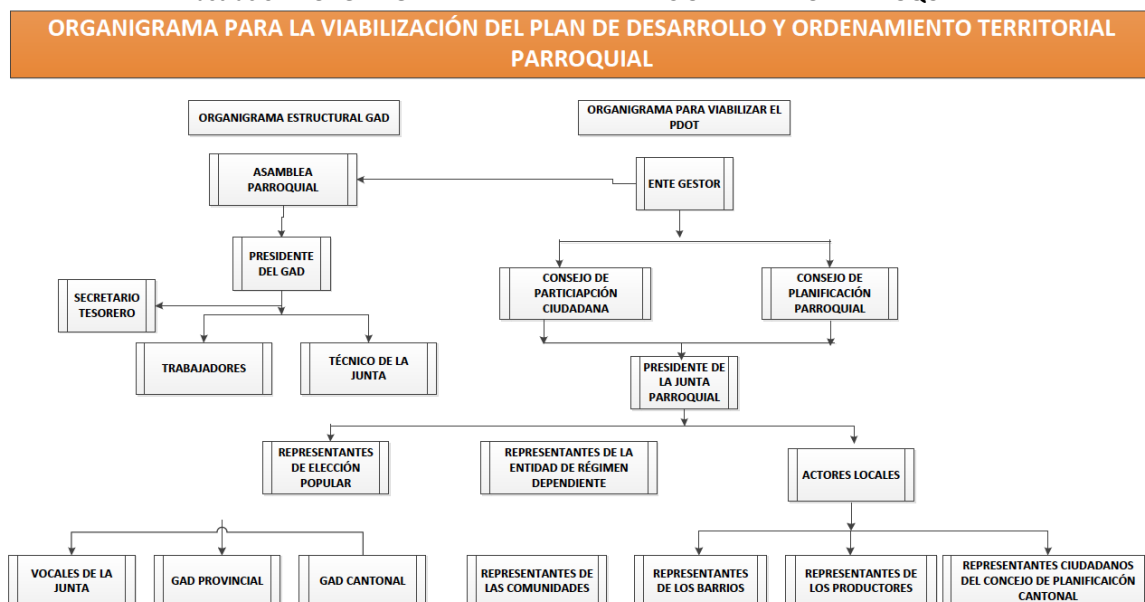 ORGANIGRAMA PARA LA VIABILIZACIÓN DEL PLAN DE DESARROLLO Y ORDENAMIENTO TERRITORIAL
PARROQUIAL
ORGANIGRAMA ESTRUCTURAL GAD
ORGANIGRAMA PARA VIABILIZAR EL
PDOT
ASAMBLEA
PARROQUIAL
ENTE GESTOR
PRESIDENTE
DEL GAD
SECRETARIO
TESORERO
CONSEJO DE
PARTICIAPCIÓN
CIUDADANA
CONSEJO DE
PLANIFICACIÓN
PARROQUIAL
TRABAJADORES
TÉCNICO DE LA
JUNTA
PRESIDENTE DE
LA JUNTA
PARROQUIAL
REPRESENTANTES
DE ELECCIÓN
POPULAR
REPRESENTANTES DE LA
ENTIDAD DE RÉGIMEN
DEPENDIENTE
ACTORES LOCALES
VOCALES DE LA
JUNTA
GAD PROVINCIAL
GAD CANTONAL
REPRESENTANTES DE
LAS COMUNIDADES
REPRESENTANTES
DE LOS BARRIOS
REPRESENTANTES DE
LOS PRODUCTORES
REPRESENTANTES CIUDADANOS
DEL CONCEJO DE PLANIFICAICÓN
CANTONAL